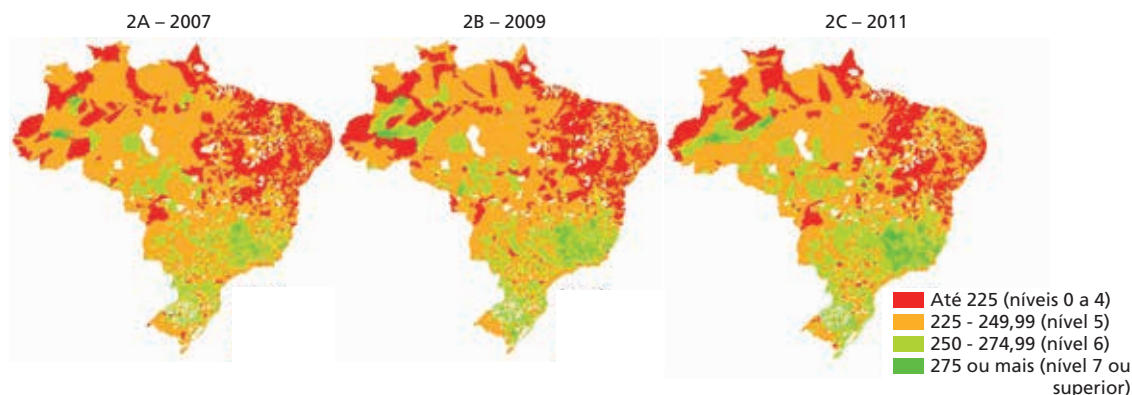 2A – 2007
2B – 2009
2C – 2011
Até 225 (níveis 0 a 4)
225 - 249,99 (nível 5)
250 - 274,99 (nível 6)
275 ou mais (nível 7 ou
superior)